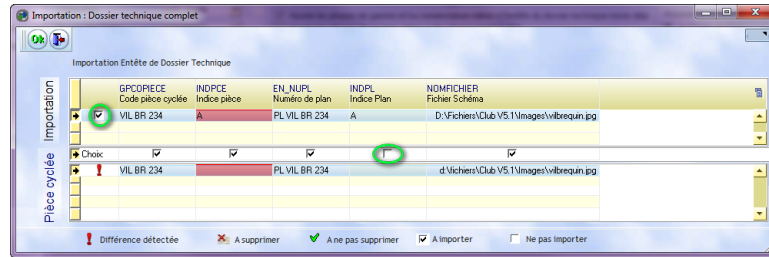 Importation : Dossier technique complet
Ok
Importation Entête de Dossier Technique
Importation
GPCOPIECE INDPCE EN_NUPL INDPL NOMFICHIER
Code pièce cyclée Indice pièce Numéro de plan Indice Plan Fichier Schéma
VIL BR 234 A PL VIL BR 234 A D:\Fichiers\Club V5.1\Images\vilbrequin.jpg
Choix
Pièce cyclée
VIL BR 234 PL VIL BR 234 d:\fichiers\Club V5.1\Images\vilbrequin.jpg
Différence détectée A supprimer A ne pas supprimer A importer Ne pas importer